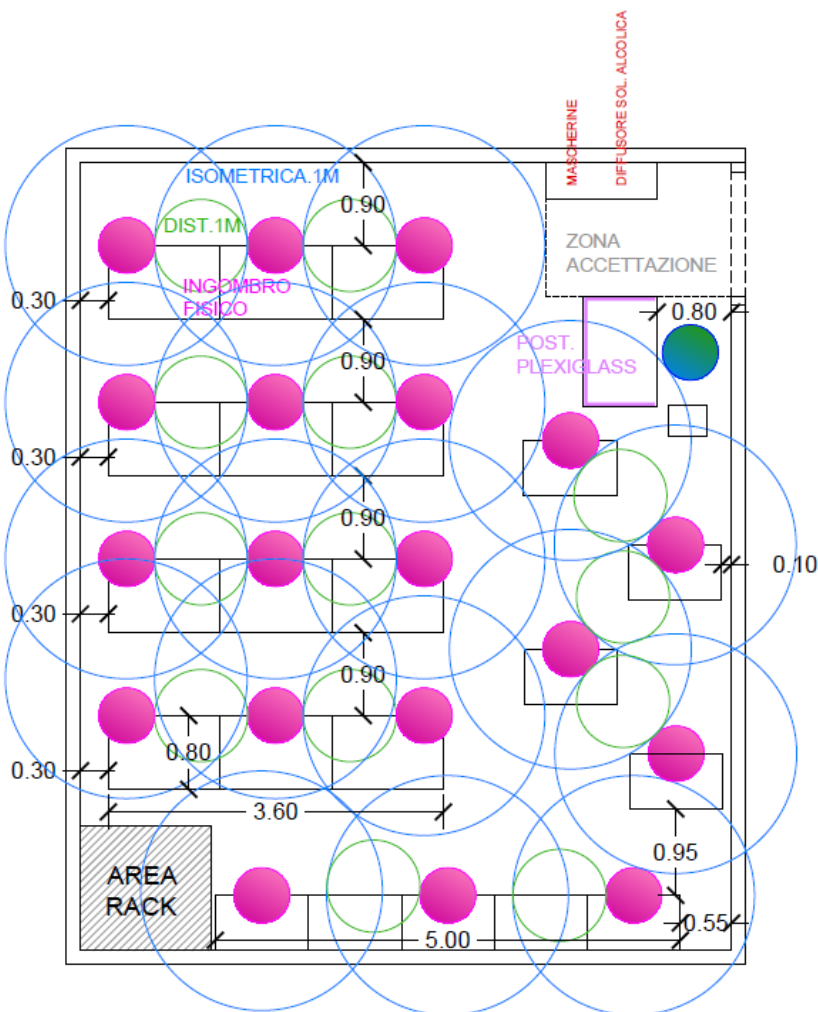 MASCHERINE
DIFFUSORE SOL. ALCOLICA
ISOMETRICA.1M
0.90
DIST.1M
ZONA
ACCETTAZIONE
INGOMBRO
FISICO
0.30
0.80
POST.
PLEXIGLASS
0.90
0.30
0.90
0.10
0.30
0.90
0.80
0.30
3.60
0.95
AREA
RACK
0.55
5.00